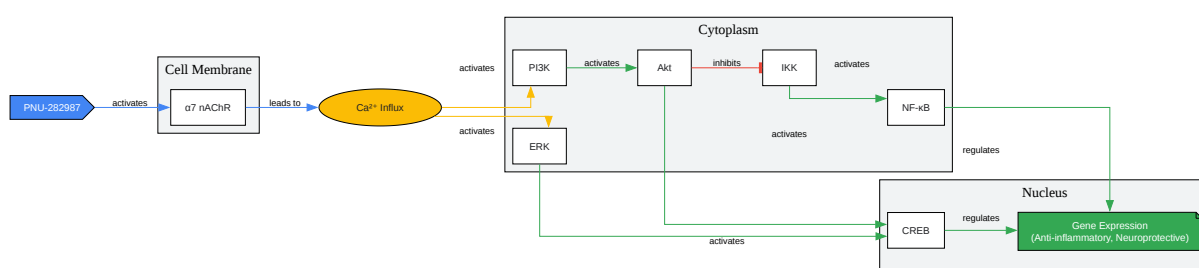 PNU-282987
activates
Cell Membrane
α7 nAChR
leads to
Ca²⁺ Influx
activates
activates
Cytoplasm
PI3K
activates
Akt
inhibits
IKK
activates
NF-κB
ERK
activates
regulates
activates
Nucleus
CREB
regulates
Gene Expression
(Anti-inflammatory, Neuroprotective)